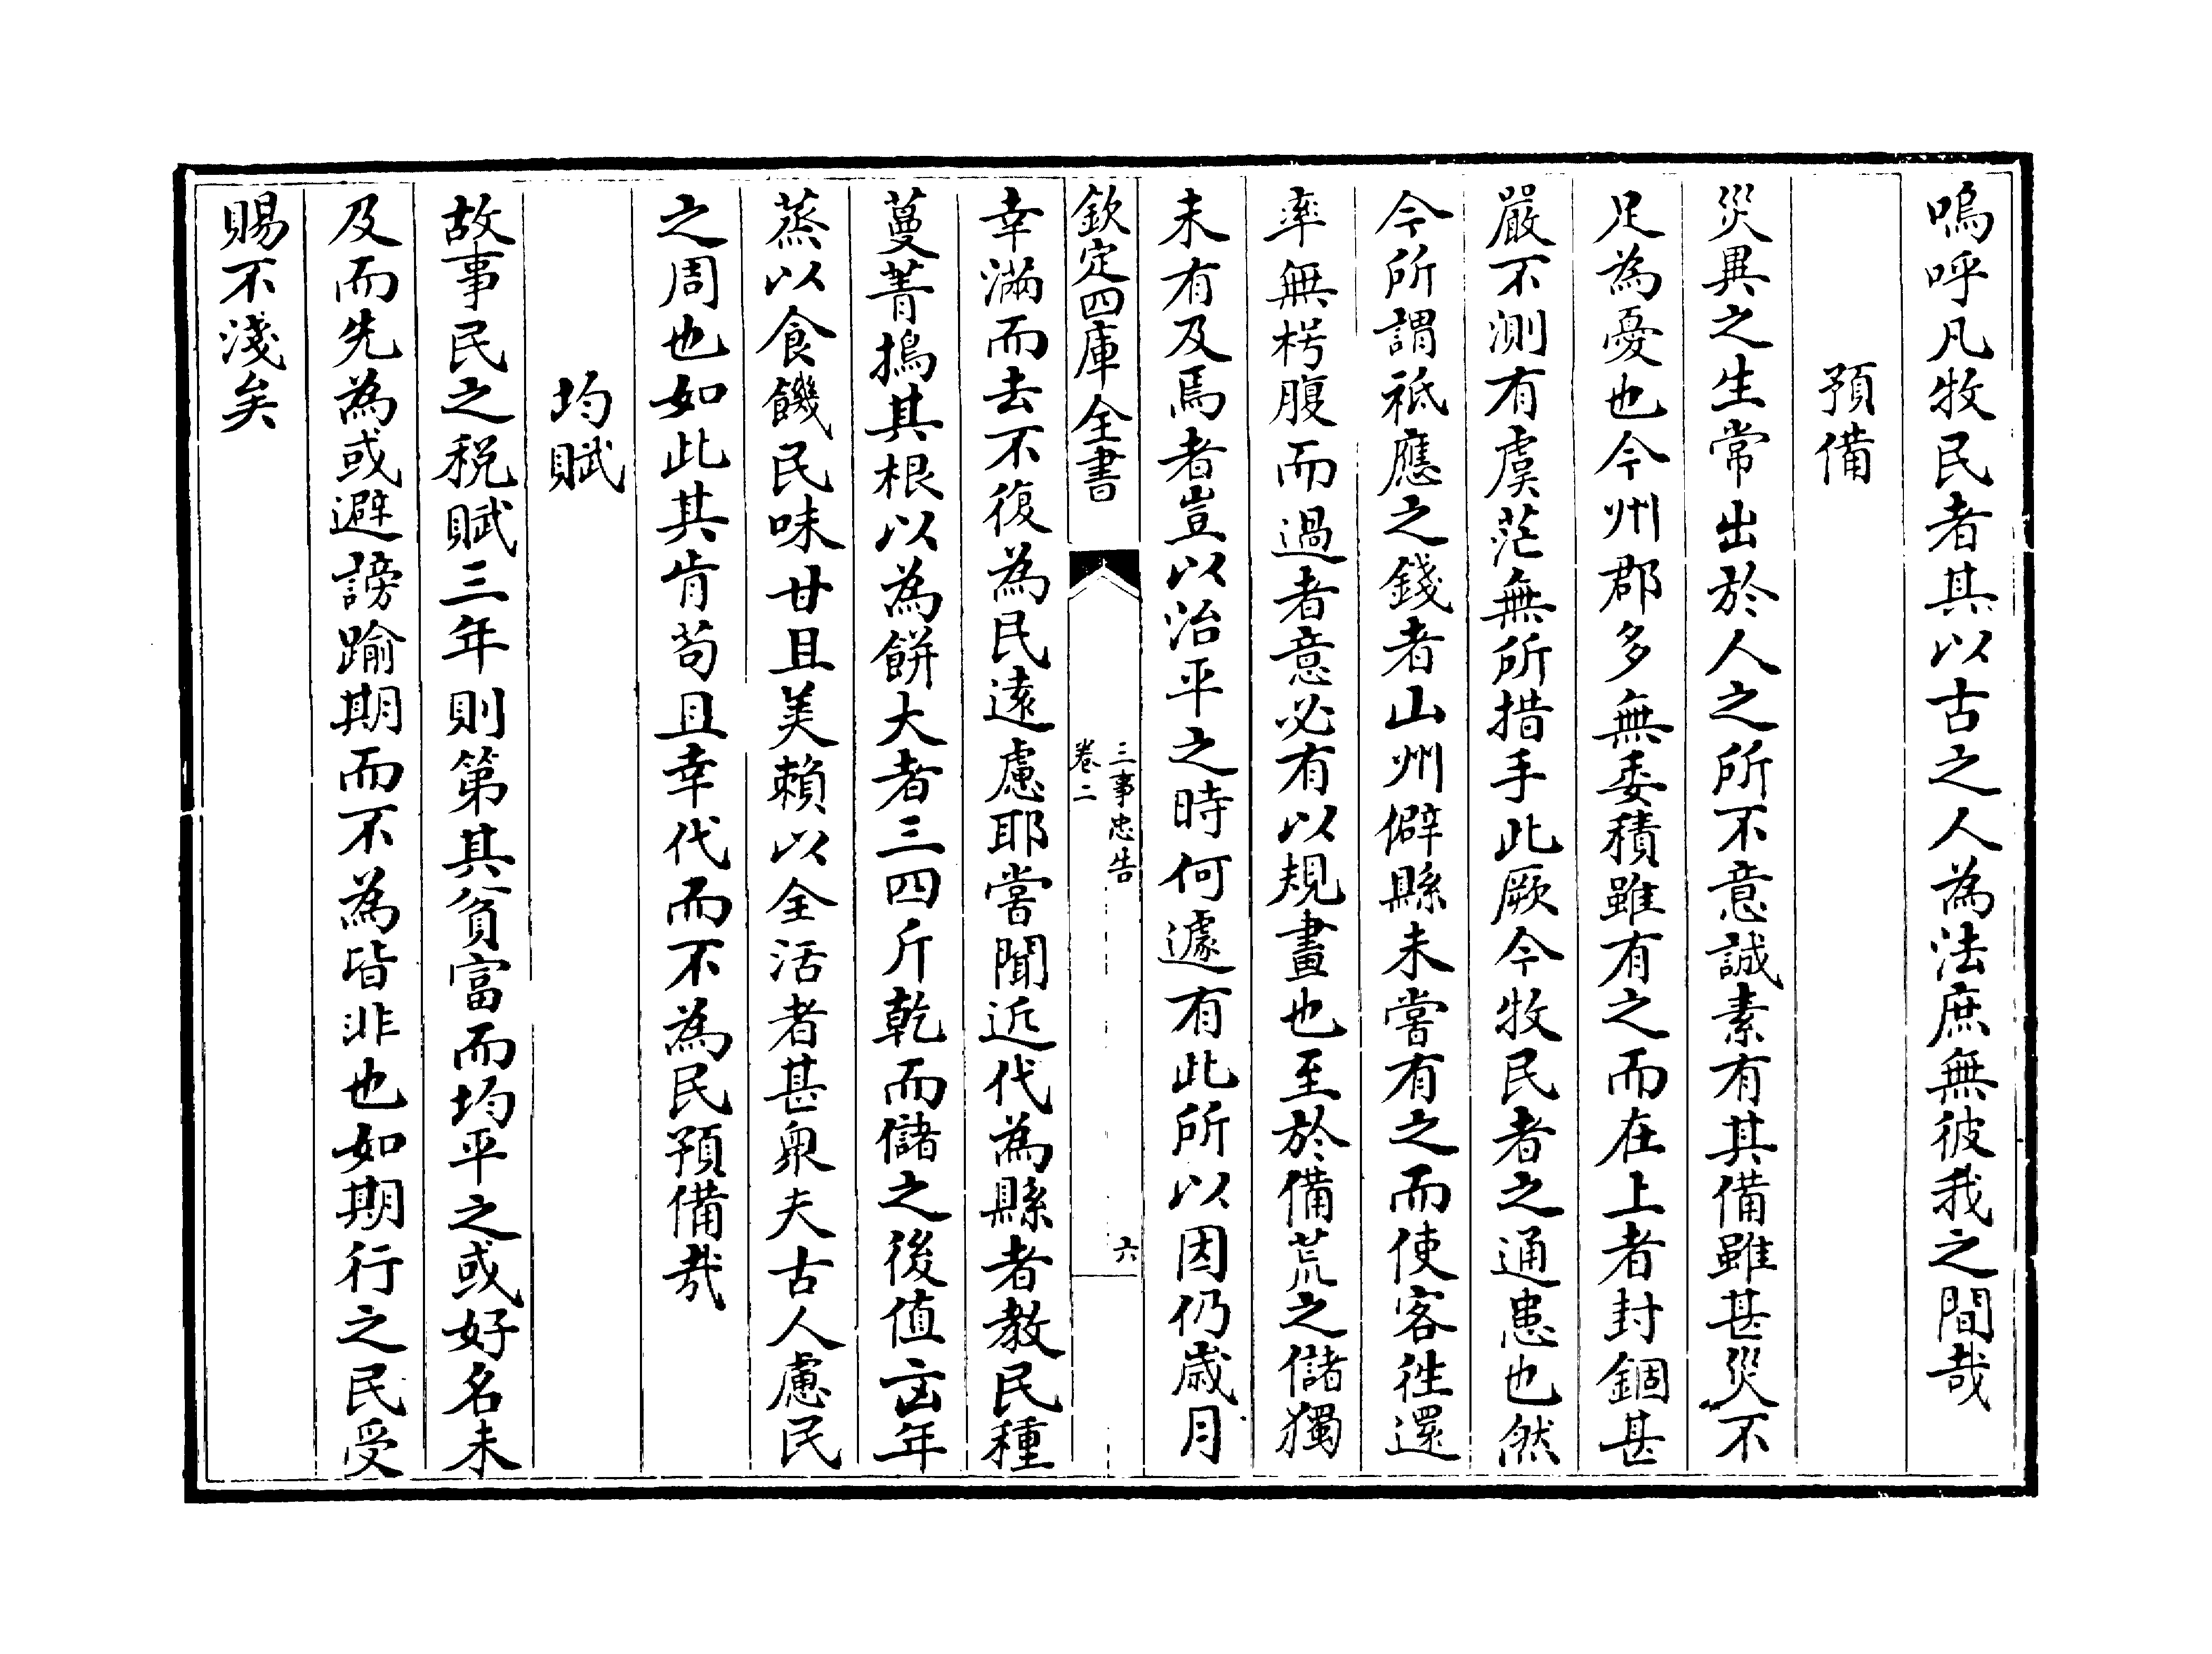 嗚呼凡牧民者其以古之人為法庶無彼我之間哉
預備
災異之生常出於人之所不意誠素有其備雖甚災不
足為憂也今州郡多無委積雖有之而在上者封錮甚
嚴不測有虞茫無所措手此厥今牧民者之通患也然
今所謂祗應之錢者山州僻縣未嘗有之而使客徃還
率無枵腹而過者意必有以規畫也至於備荒之儲獨
未有及焉者豈以治平之時何遽有此所以因仍歳月
欽定四庫全書
三事忠告
卷二
六
幸滿而去不復為民遠慮耶嘗聞近代為縣者教民種
蔓菁搗其根以為餅大者三四斤乾而儲之後值㐫年
蒸以食饑民味甘且美賴以全活者甚衆夫古人慮民
之周也如此其肯苟且幸代而不為民預備哉
均賦
故事民之税賦三年則第其貧富而均平之或好名未
及而先為或避謗踰期而不為皆非也如期行之民受
賜不淺矣